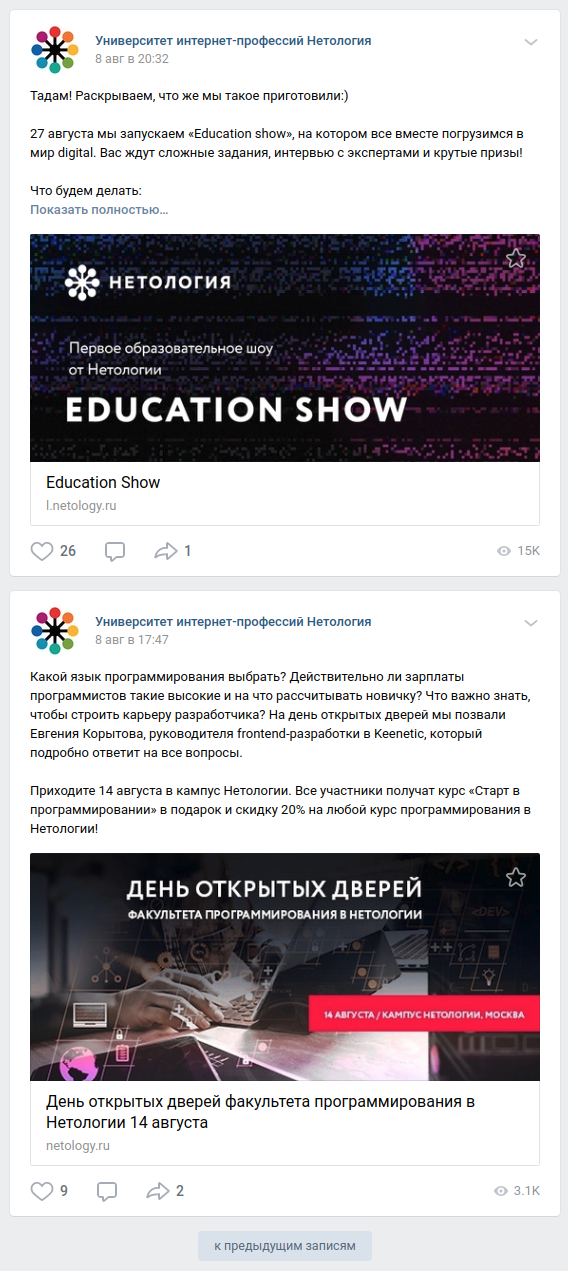 Университет интернет-профессий Нетология
8 авг в 20:32
Тадам! Раскрываем, что же мы такое приготовили:)
27 августа мы запускаем «Education show», на котором все вместе погрузимся в
мир digital. Вас ждут сложные задания, интервью с экспертами и крутые призы!
Что будем делать:
Показать полностью…
НЕТОЛОГИЯ
Первое образовательное шоу
от Нетологии
EDUCATION SHOW
Education Show
l.netology.ru
26 1 15K
Университет интернет-профессий Нетология
8 авг в 17:47
Какой язык программирования выбрать? Действительно ли зарплаты
программистов такие высокие и на что рассчитывать новичку? Что важно знать,
чтобы строить карьеру разработчика? На день открытых дверей мы позвали
Евгения Корытова, руководителя frontend-разработки в Keenetic, который
подробно ответит на все вопросы.
Приходите 14 августа в кампус Нетологии. Все участники получат курс «Старт в
программировании» в подарок и скидку 20% на любой курс программирования в
Нетологии!
ДЕНЬ ОТКРЫТЫХ ДВЕРЕЙ
ФАКУЛЬТЕТА ПРОГРАММИРОВАНИЯ В НЕТОЛОГИИ
<DEV>
14 АВГУСТА / КАМПУС НЕТОЛОГИИ, МОСКВА
День открытых дверей факультета программирования в
Нетологии 14 августа
netology.ru
9 2 3.1K
к предыдущим записям